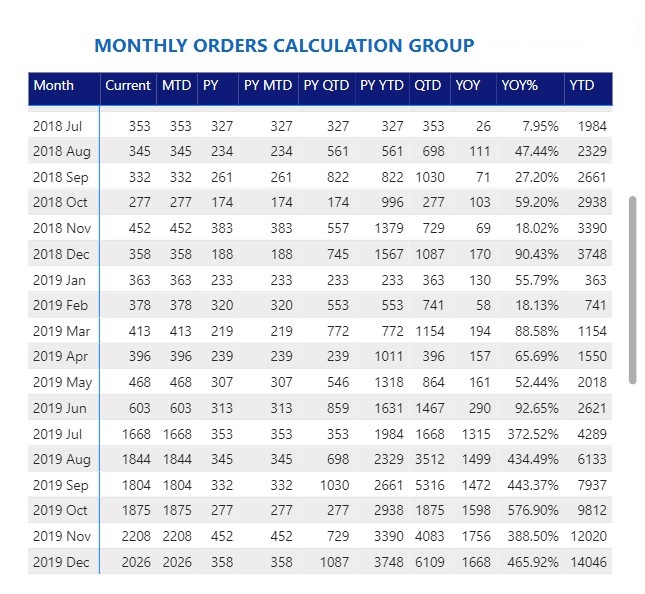 MONTHLY ORDERS CALCULATION GROUP
Month Current MTD PY PY MTD PY QTD PY YTD QTD YOY YOY% YTD
2018 Jul 353 353 327 327 327 327 353 26 7.95% 1984
2018 Aug 345 345 234 234 561 561 698 111 47.44% 2329
2018 Sep 332 332 261 261 822 822 1030 71 27.20% 2661
2018 Oct 277 277 174 174 174 996 277 103 59.20% 2938
2018 Nov 452 452 383 383 557 1379 729 69 18.02% 3390
2018 Dec 358 358 188 188 745 1567 1087 170 90.43% 3748
2019 Jan 363 363 233 233 233 233 363 130 55.79% 363
2019 Feb 378 378 320 320 553 553 741 58 18.13% 741
2019 Mar 413 413 219 219 772 772 1154 194 88.58% 1154
2019 Apr 396 396 239 239 239 1011 396 157 65.69% 1550
2019 May 468 468 307 307 546 1318 864 161 52.44% 2018
2019 Jun 603 603 313 313 859 1631 1467 290 92.65% 2621
2019 Jul 1668 1668 353 353 353 1984 1668 1315 372.52% 4289
2019 Aug 1844 1844 345 345 698 2329 3512 1499 434.49% 6133
2019 Sep 1804 1804 332 332 1030 2661 5316 1472 443.37% 7937
2019 Oct 1875 1875 277 277 277 2938 1875 1598 576.90% 9812
2019 Nov 2208 2208 452 452 729 3390 4083 1756 388.50% 12020
2019 Dec 2026 2026 358 358 1087 3748 6109 1668 465.92% 14046